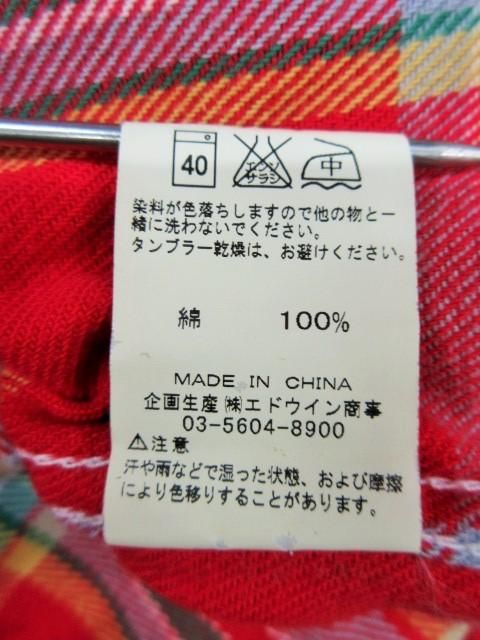 40 エンソサラシ 中
染料が色落ちしますので他の物と一
緒に洗わないでください。
タンブラー乾燥は、お避けください。
綿 100%
MADE IN CHINA
企画生産 ㈱エドウイン商事
03-5604-8900
⚠注意
汗や雨などで湿った状態、および摩擦
により色移りすることがあります。